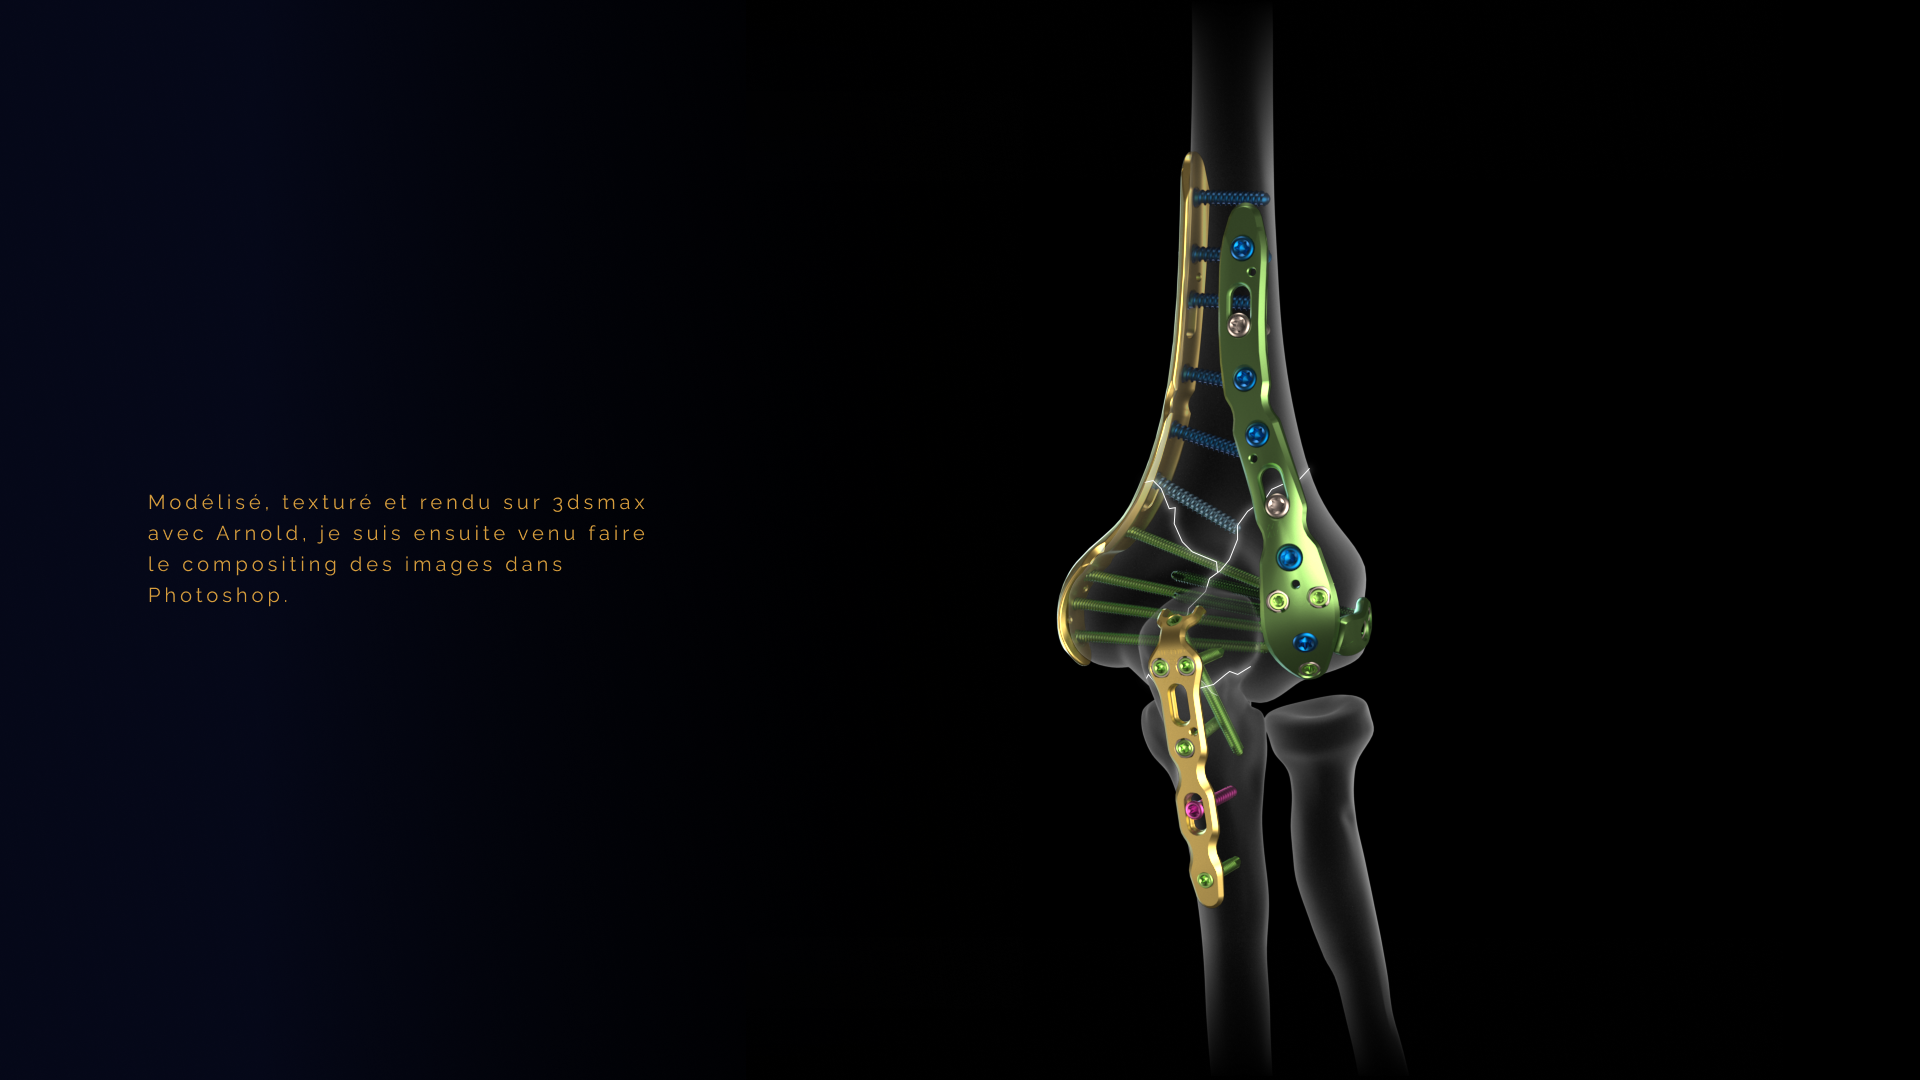 Modélisé, texturé et rendu sur 3dsmax
avec Arnold, je suis ensuite venu faire
le compositing des images dans
Photoshop.